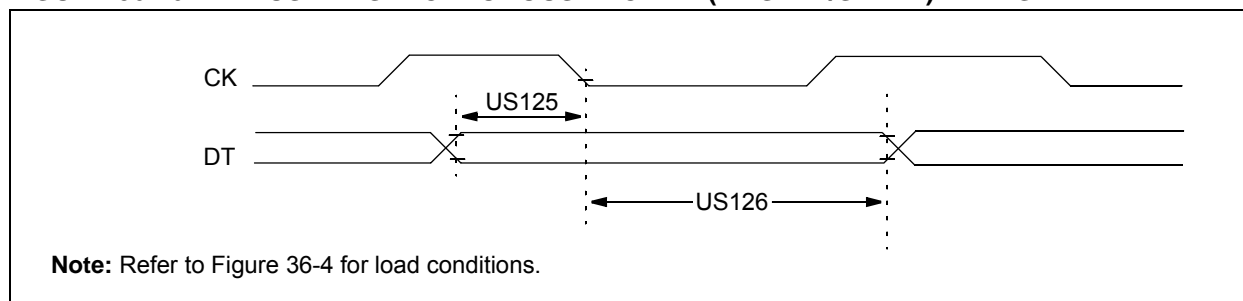 CK
US125
DT
US126
Note: Refer to Figure 36-4 for load conditions.